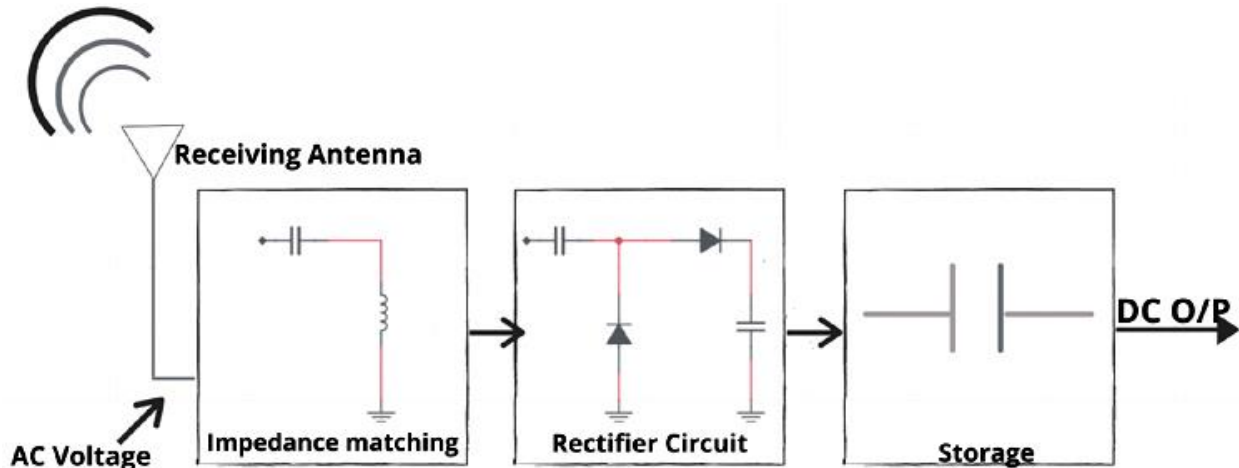 Receiving Antenna
AC Voltage
Impedance matching
Rectifier Circuit
Storage
DC O/P